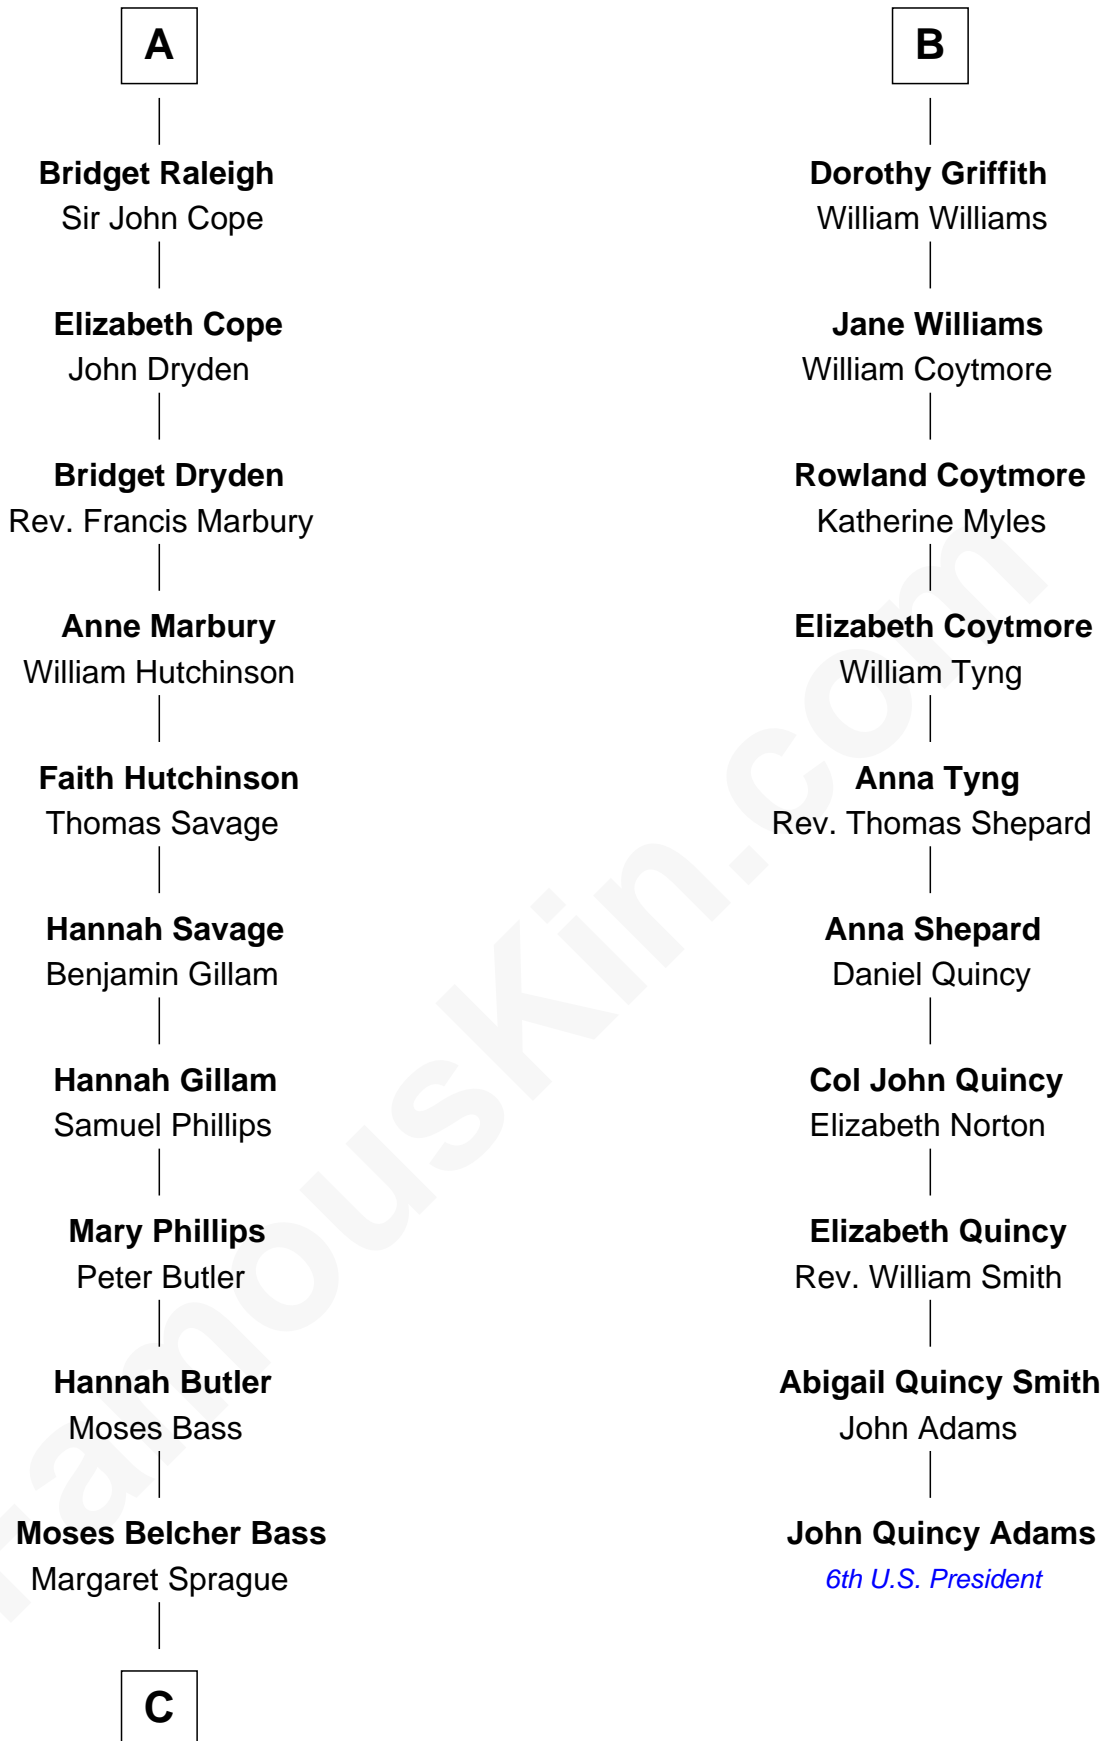 A
Bridget Raleigh
Sir John Cope
Elizabeth Cope
John Dryden
Bridget Dryden
Rev. Francis Marbury
Anne Marbury
William Hutchinson
Faith Hutchinson
Thomas Savage
Hannah Savage
Benjamin Gillam
Hannah Gillam
Samuel Phillips
Mary Phillips
Peter Butler
Hannah Butler
Moses Bass
Moses Belcher Bass
Margaret Sprague
C
B
Dorothy Griffith
William Williams
Jane Williams
William Coytmore
Rowland Coytmore
Katherine Myles
Elizabeth Coytmore
William Tyng
Anna Tyng
Rev. Thomas Shepard
Anna Shepard
Daniel Quincy
Col John Quincy
Elizabeth Norton
Elizabeth Quincy
Rev. William Smith
Abigail Quincy Smith
John Adams
John Quincy Adams
6th U.S. President
FamousKin.com